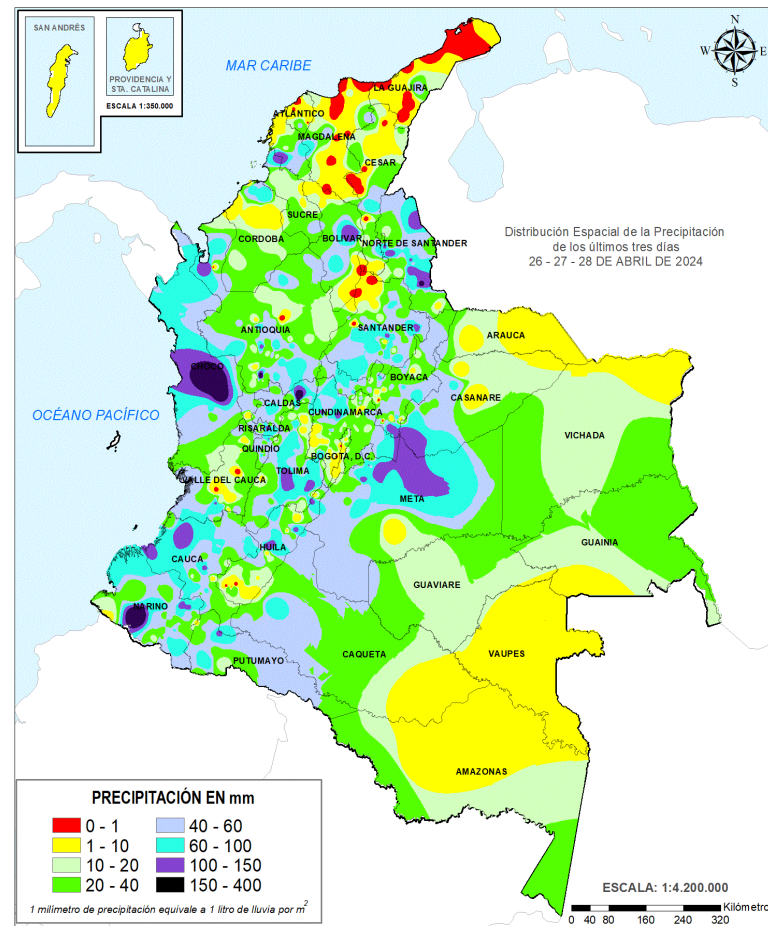 SAN ANDRÉS
PROVIDENCIA Y
STA. CATALINA
ESCALA 1:350.000
MAR CARIBE
N
W
E
S
LA GUAJIRA
ATLÁNTICO
MAGDALENA
CESAR
SUCRE
CORDOBA
BOLIVAR
NORTE DE SANTANDER
Distribución Espacial de la Precipitación
de los últimos tres días
26 - 27 - 28 DE ABRIL DE 2024
ANTIOQUIA
SANTANDER
ARAUCA
CHOCO
BOYACA
CASANARE
CALDAS
CUNDINAMARCA
OCÉANO PACÍFICO
RISARALDA
VICHADA
QUINDÍO
BOGOTA, D.C.
TOLIMA
VALLE DEL CAUCA
META
GUAINIA
HUILA
CAUCA
GUAVIARE
NARIÑO
CAQUETA
VAUPES
PUTUMAYO
AMAZONAS
PRECIPITACIÓN EN mm
0 - 1
40 - 60
1 - 10
60 - 100
10 - 20
100 - 150
20 - 40
150 - 400
1 milímetro de precipitación equivale a 1 litro de lluvia por m²
ESCALA: 1:4.200.000
Kilómetros
0 40 80 160 240 320